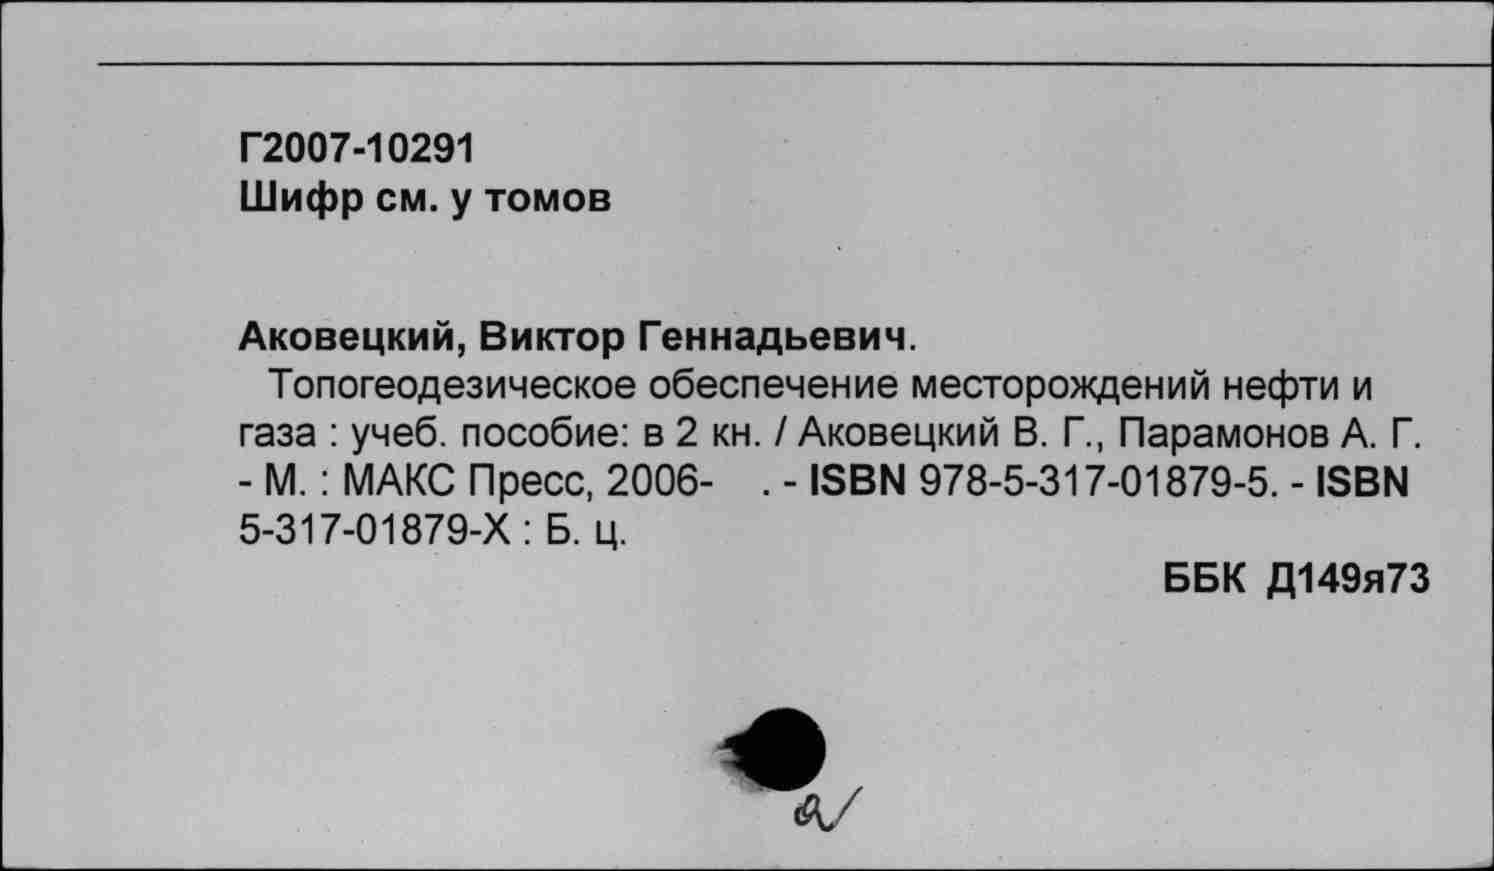 Г2007-10291
Шифр см. у томов
Аковецкий, Виктор Геннадьевич.
Топогеодезическое обеспечение месторождений нефти и
газа : учеб. пособие: в 2 кн. / Аковецкий В. Г., Парамонов А. Г.
- М. : МАКС Пресс, 2006-   . - ISBN 978-5-317-01879-5. - ISBN
5-317-01879-X : Б. ц.
ББК Д149я73